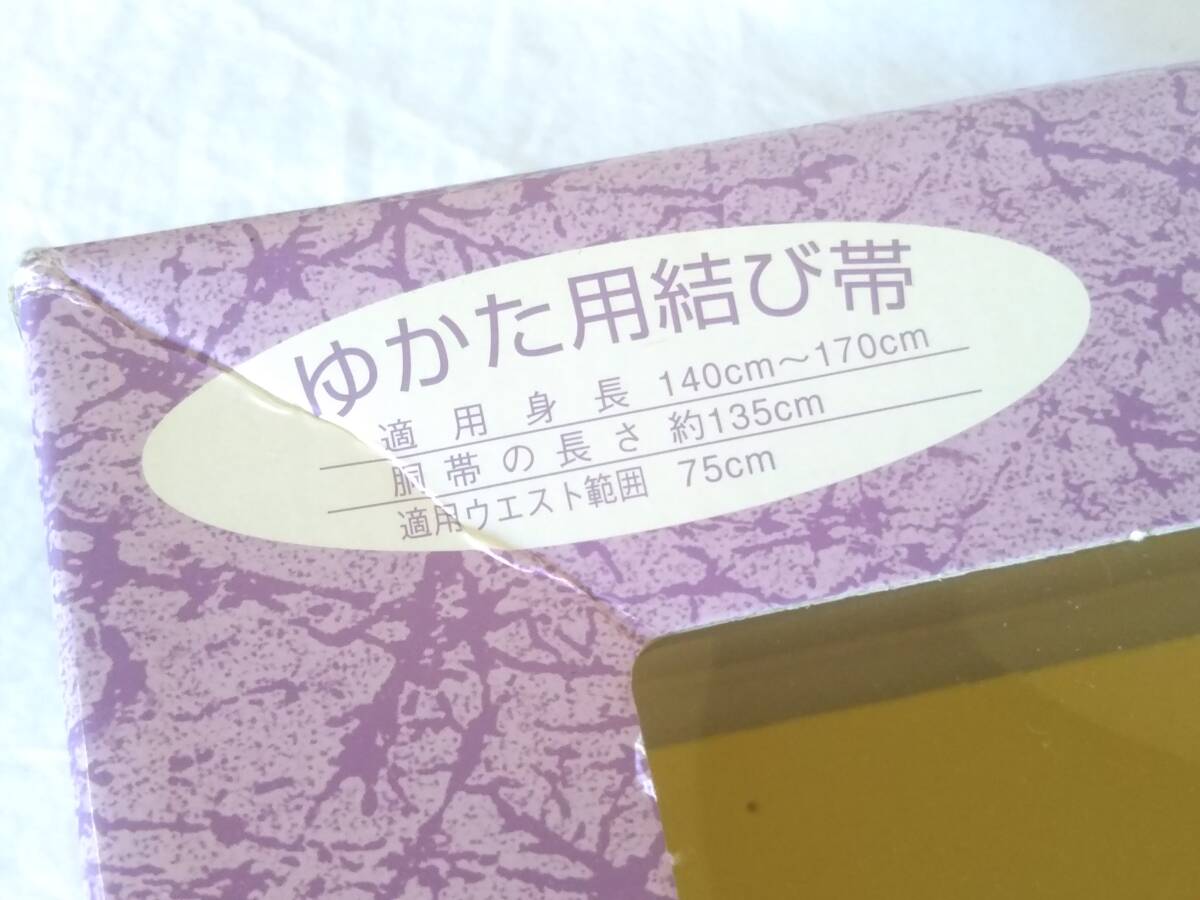 ゆかた用結び帯
適用身長 140cm～170cm
胴帯の長さ 約135cm
適用ウエスト範囲 75cm